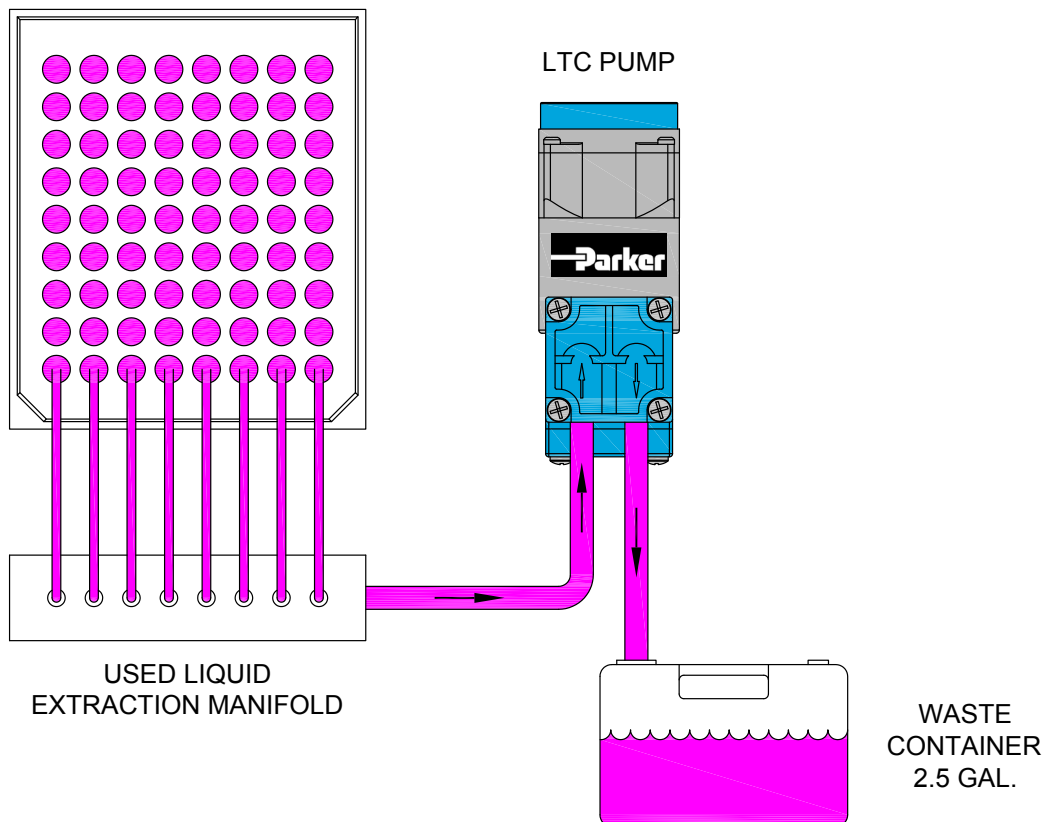 LTC PUMP
Parker
USED LIQUID
EXTRACTION MANIFOLD
WASTE
CONTAINER
2.5 GAL.